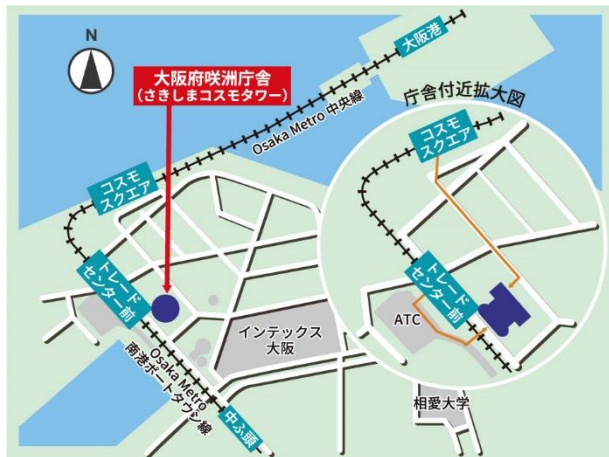 N
大阪府咲洲庁舎
(さきしまコスモタワー)
大阪港
Osaka Metro 中央線
庁舎付近拡大図
コスモ
スクエア
コスモ
スクエア
トレード
センター前
トレード
センター前
ATC
インテックス
大阪
Osaka Metro
南港ポートタウン線
中ふ頭
相愛大学